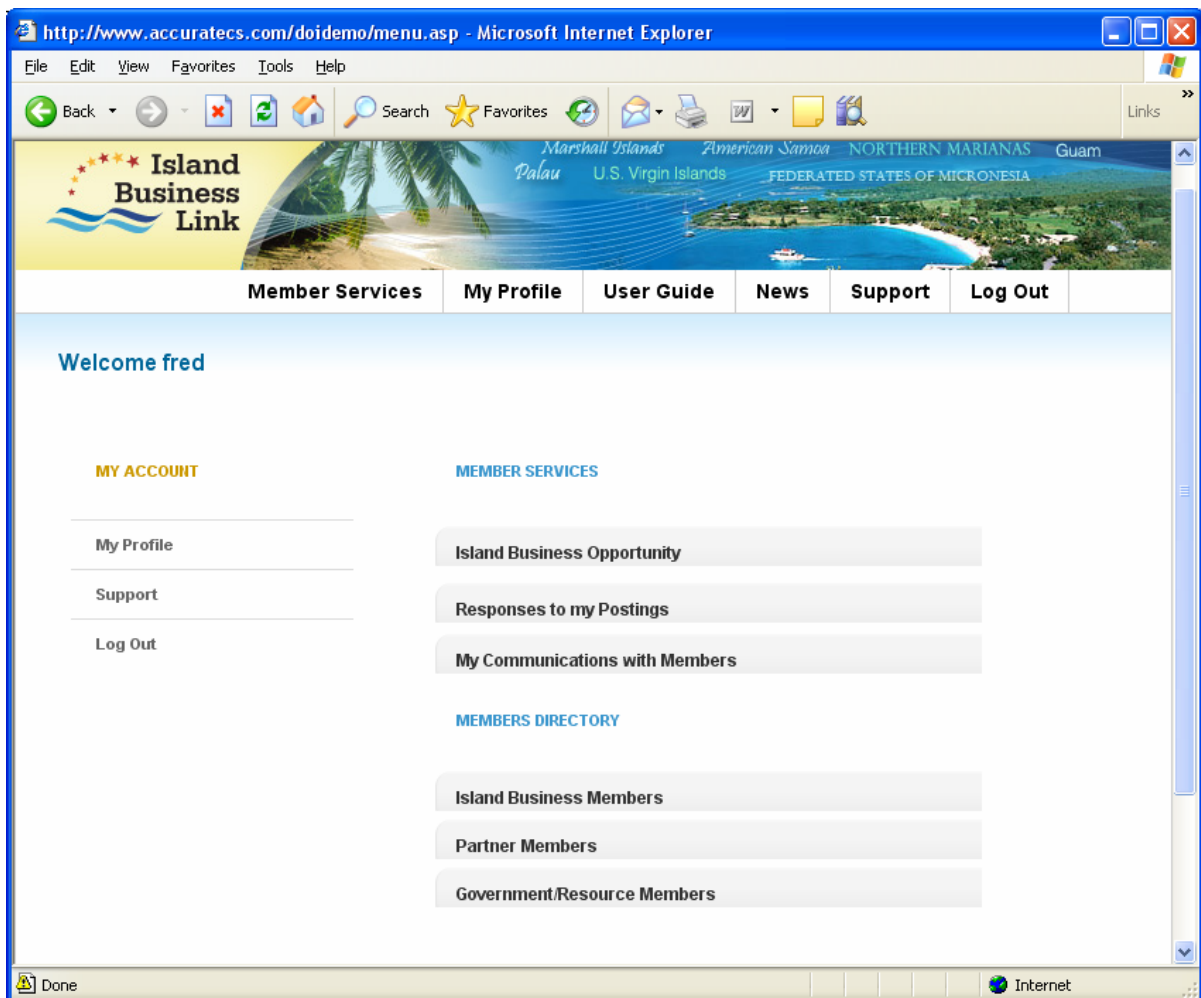 http://www.accuratecs.com/doidemo/menu.asp - Microsoft Internet Explorer
File Edit View Favorites Tools Help
Back Search Favorites W Links
Island
Business
Link
Marshall Islands American Samoa NORTHERN MARIANAS Guam
Palau U.S. Virgin Islands FEDERATED STATES OF MICRONESIA
Member Services My Profile User Guide News Support Log Out
Welcome fred
MY ACCOUNT
My Profile
Support
Log Out
MEMBER SERVICES
Island Business Opportunity
Responses to my Postings
My Communications with Members
MEMBERS DIRECTORY
Island Business Members
Partner Members
Government/Resource Members
Done Internet